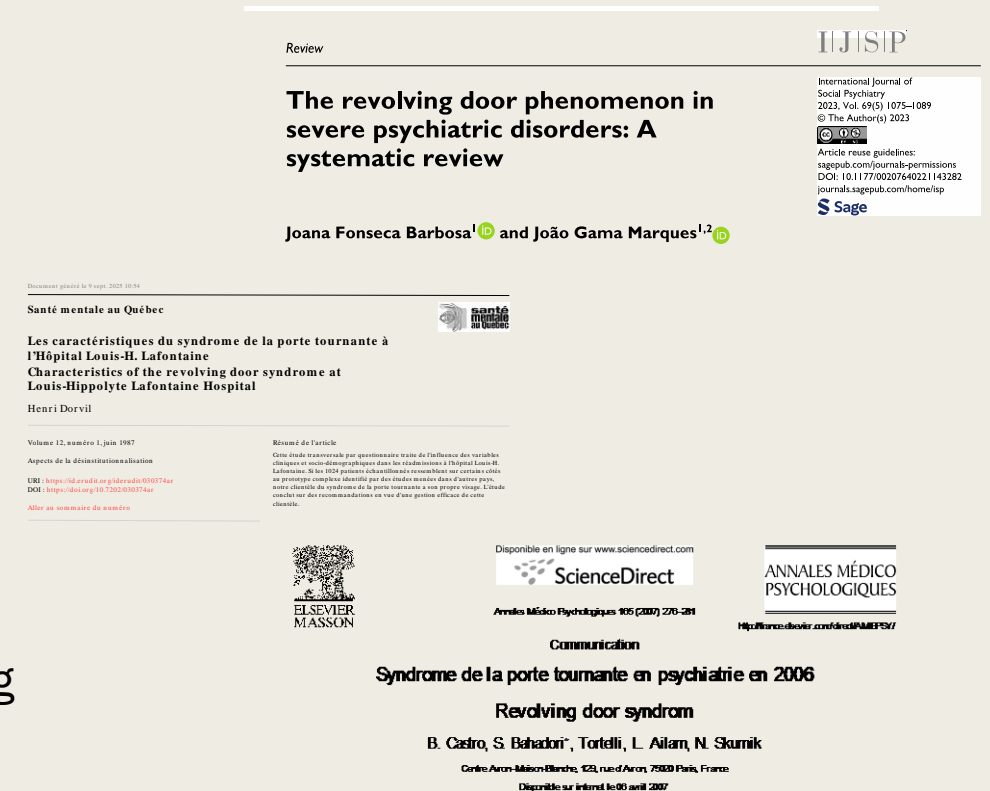 Review
IJSP
International Journal of
Social Psychiatry
2023, Vol. 69(5) 1075–1089
© The Author(s) 2023
Article reuse guidelines:
sagepub.com/journals-permissions
DOI: 10.1177/00207640221143282
journals.sagepub.com/home/isp
Sage
The revolving door phenomenon in
severe psychiatric disorders: A
systematic review
Joana Fonseca Barbosa1 iD and João Gama Marques1,2 iD
Document généré le 9 sept. 2025 10:54
Santé mentale au Québec
santé
mentale
au Québec
Les caractéristiques du syndrome de la porte tournante à
l'Hôpital Louis-H. Lafontaine
Characteristics of the revolving door syndrome at
Louis-Hippolyte Lafontaine Hospital
Henri Dorvil
Volume 12, numéro 1, juin 1987
Aspects de la désinstitutionnalisation
URI : https://id.erudit.org/iderudit/030374ar
DOI : https://doi.org/10.7202/030374ar
Aller au sommaire du numéro
Résumé de l'article
Cette étude transversale par questionnaire traite de l'influence des variables
cliniques et socio-démographiques dans les réadmissions à l'hôpital Louis-H.
Lafontaine. Si les 1024 patients échantillonnés ressemblent sur certains côtés
au prototype complexe identifié par des études menées dans d'autres pays,
notre clientèle du syndrome de la porte tournante a son propre visage. L'étude
conclut sur des recommandations en vue d'une gestion efficace de cette
clientèle.
ELSEVIER
MASSON
Disponible en ligne sur www.sciencedirect.com
ScienceDirect
Annales Médico Psychologiques 165 (2007) 276–281
ANNALES MÉDICO
PSYCHOLOGIQUES
http://france.elsevier.com/direct/AMEPSY/
Communication
g
Syndrome de la porte tournante en psychiatrie en 2006
Revolving door syndrom
B. Castro, S. Bahadori*, Tortelli, L. Ailam, N. Skurnik
Centre Avron–Maison-Blanche, 129, rue d'Avron, 75020 Paris, France
Disponible sur internet le 06 avril 2007